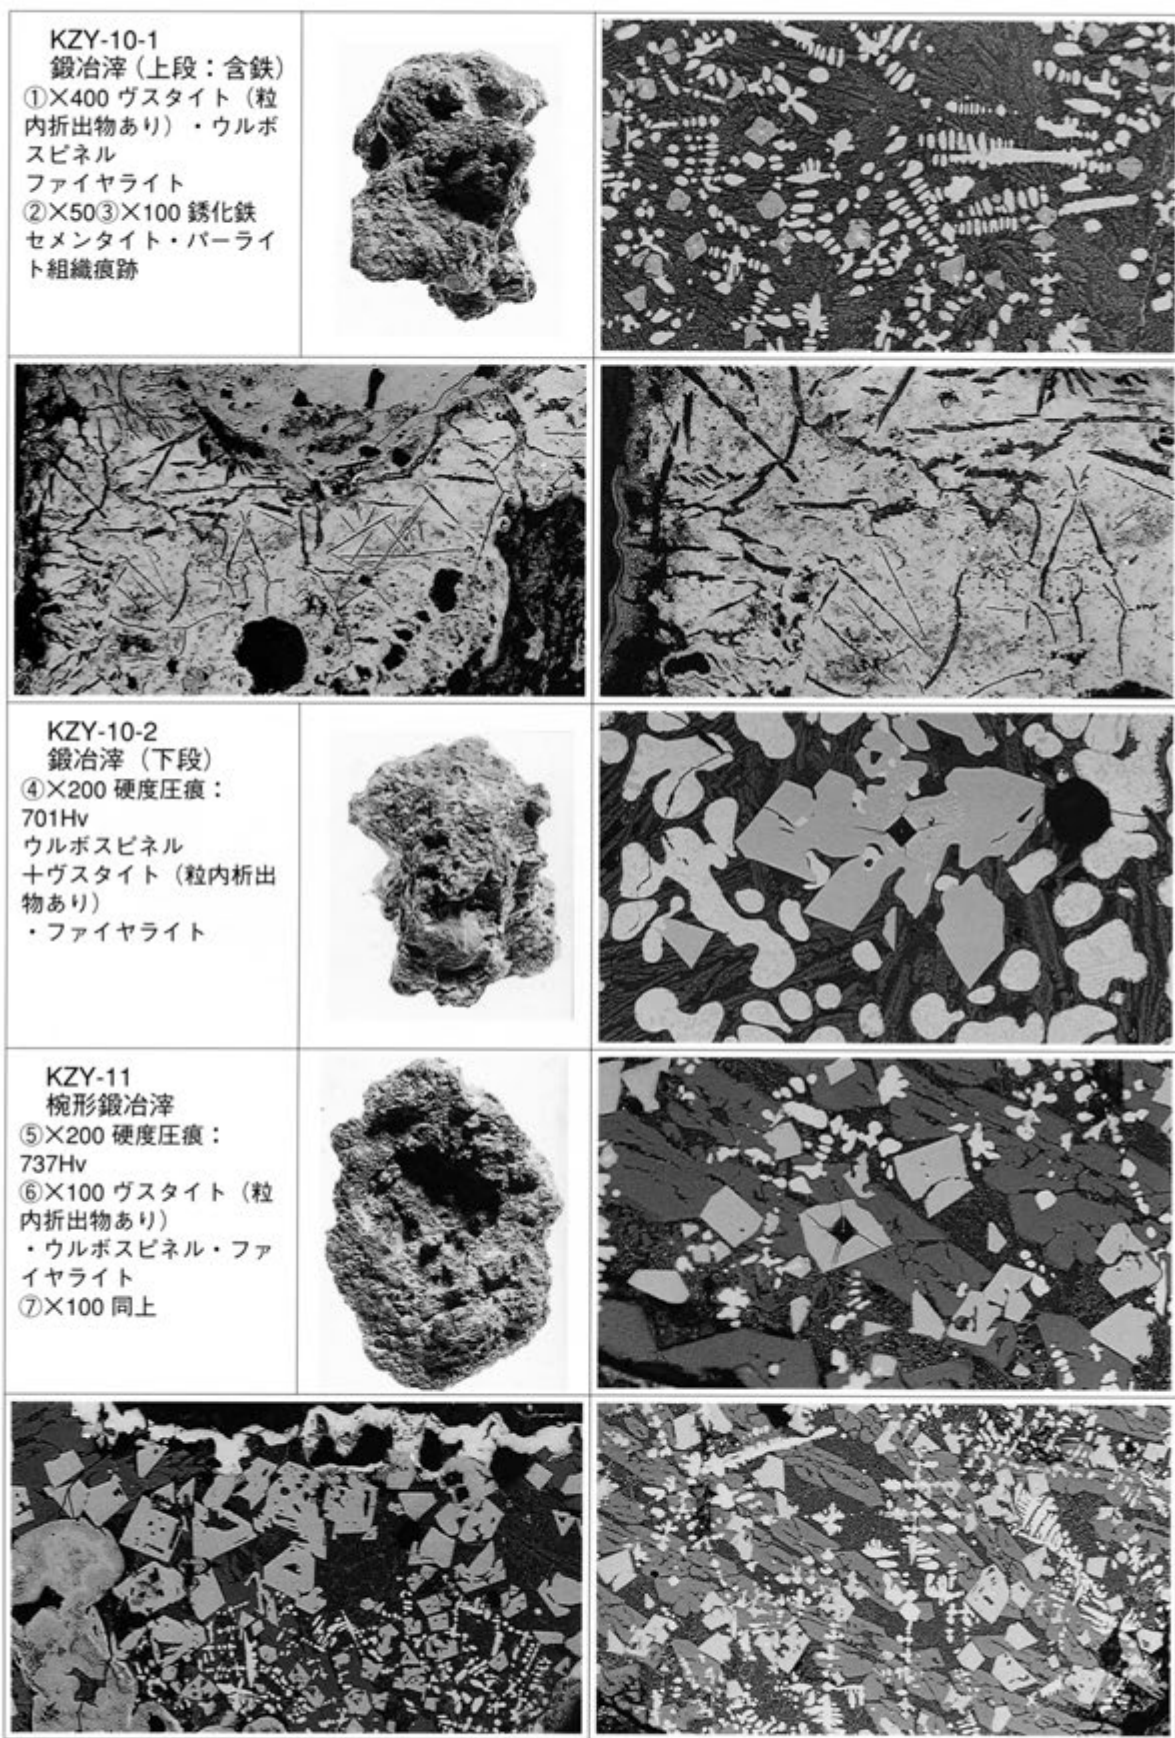 KZY-10-1
鍛冶滓（上段：含鉄）
①×400 ヴスタイト（粒
内折出物あり）・ウルボ
スピネル
ファイヤライト
②×50③×100 銹化鉄
セメンタイト・パーライ
ト組織痕跡
KZY-10-2
鍛冶滓（下段）
④×200 硬度圧痕：
701Hv
ウルボスピネル
＋ヴスタイト（粒内析出
物あり）
・ファイヤライト
KZY-11
椀形鍛冶滓
⑤×200 硬度圧痕：
737Hv
⑥×100 ヴスタイト（粒
内折出物あり）
・ウルボスピネル・ファ
イヤライト
⑦×100 同上